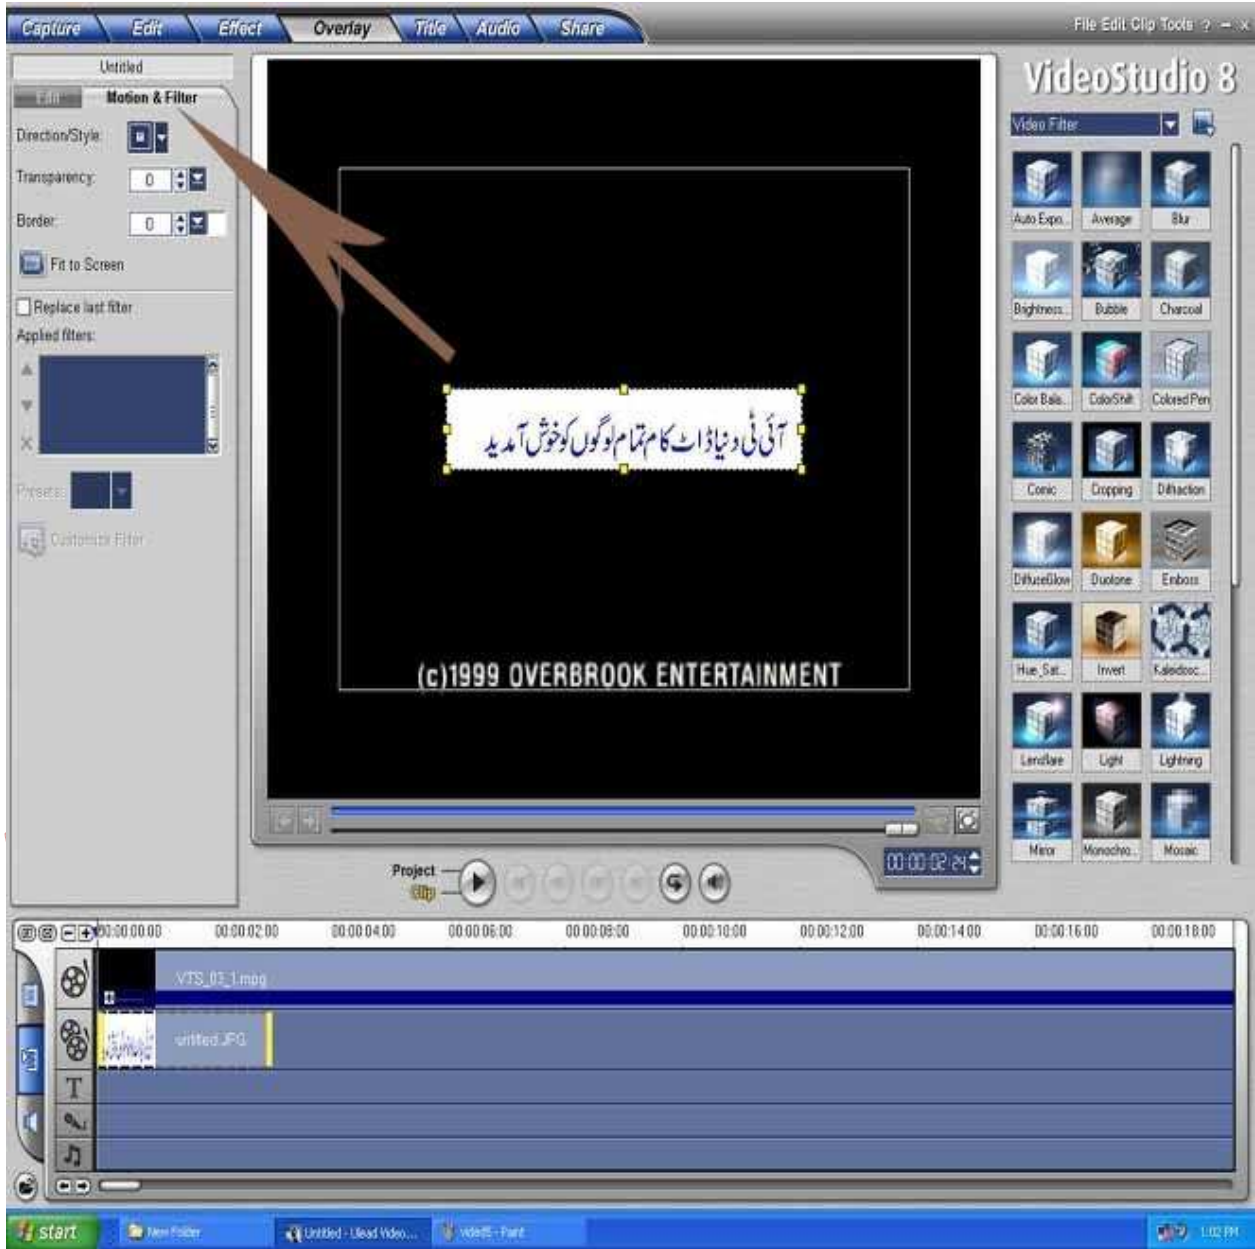 Capture Edit Effect Overlay Title Audio Share File Edit Clip Tools ? – ×
Untitled
Edit Motion & Filter
Direction/Style:
Transparency: 0
Border: 0
Fit to Screen
Replace last filter
Applied filters:
Presets:
Customize Filter
آئی ٹی دنیا ڈاٹ کام تمام لوگوں کو خوش آمدید
(c)1999 OVERBROOK ENTERTAINMENT
Project
Clip
00:00:02:24
VideoStudio 8
Video Filter
Auto Expo... Average Blur
Brightness... Bubble Charcoal
Color Bala... ColorShift Colored Pen
Comic Cropping Diffraction
DiffuseGlow Duotone Emboss
Hue_Sat... Invert Kaleidosc...
Lensflare Light Lightning
Mirror Monochro... Mosaic
00:00:00:00 00:00:02:00 00:00:04:00 00:00:06:00 00:00:08:00 00:00:10:00 00:00:12:00 00:00:14:00 00:00:16:00 00:00:18:00
VTS_03_1.mpg
untitled.JPG
T
start New Folder Untitled - Ulead Video... video5 - Paint 1:02 PM